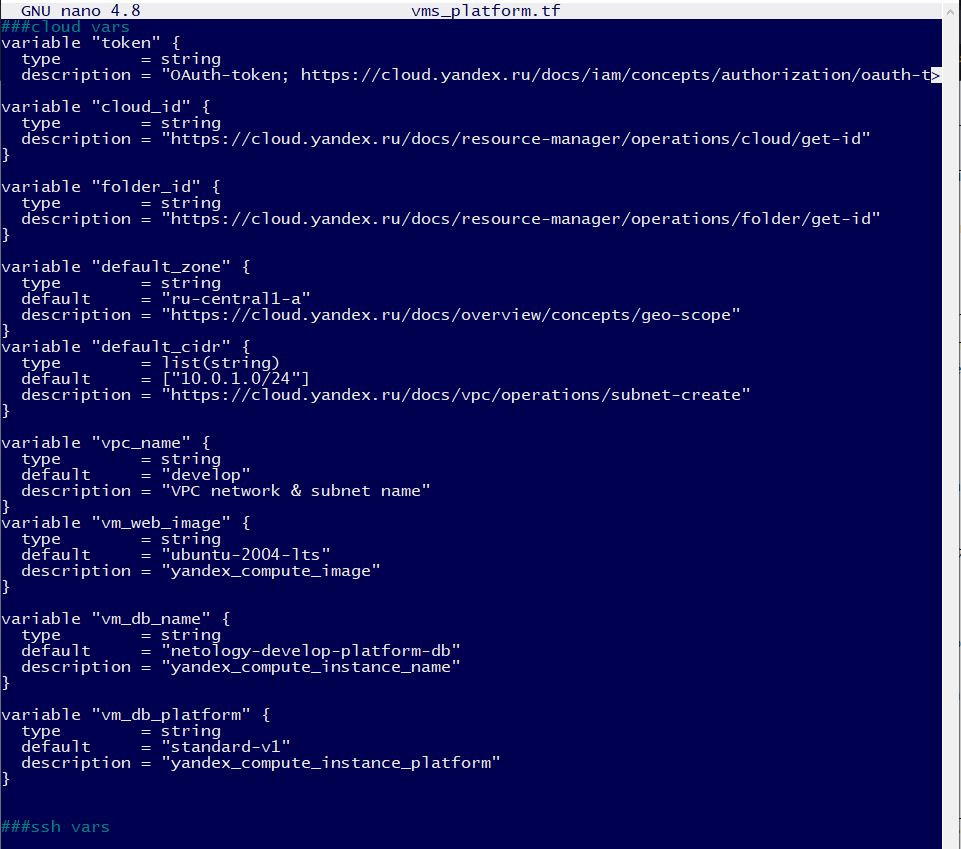 GNU nano 4.8 vms_platform.tf
###cloud vars
variable "token" {
  type        = string
  description = "OAuth-token; https://cloud.yandex.ru/docs/iam/concepts/authorization/oauth-t>

variable "cloud_id" {
  type        = string
  description = "https://cloud.yandex.ru/docs/resource-manager/operations/cloud/get-id"
}

variable "folder_id" {
  type        = string
  description = "https://cloud.yandex.ru/docs/resource-manager/operations/folder/get-id"
}

variable "default_zone" {
  type        = string
  default     = "ru-central1-a"
  description = "https://cloud.yandex.ru/docs/overview/concepts/geo-scope"
}
variable "default_cidr" {
  type        = list(string)
  default     = ["10.0.1.0/24"]
  description = "https://cloud.yandex.ru/docs/vpc/operations/subnet-create"
}

variable "vpc_name" {
  type        = string
  default     = "develop"
  description = "VPC network & subnet name"
}
variable "vm_web_image" {
  type        = string
  default     = "ubuntu-2004-lts"
  description = "yandex_compute_image"
}

variable "vm_db_name" {
  type        = string
  default     = "netology-develop-platform-db"
  description = "yandex_compute_instance_name"
}

variable "vm_db_platform" {
  type        = string
  default     = "standard-v1"
  description = "yandex_compute_instance_platform"
}


###ssh vars